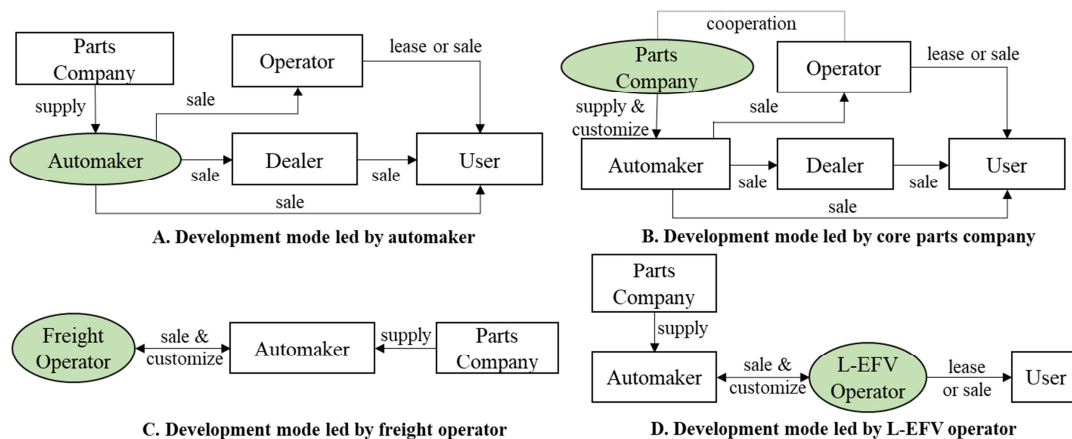 Parts
Company
Operator
lease or sale
supply
sale
Automaker
Dealer
User
sale
sale
sale
A. Development mode led by automaker
cooperation
Parts
Company
Operator
lease or sale
supply &
customize
sale
Automaker
Dealer
User
sale
sale
sale
B. Development mode led by core parts company
Freight
Operator
sale &
customize
Automaker
supply
Parts
Company
C. Development mode led by freight operator
Parts
Company
supply
Automaker
sale &
customize
L-EFV
Operator
lease
or sale
User
D. Development mode led by L-EFV operator